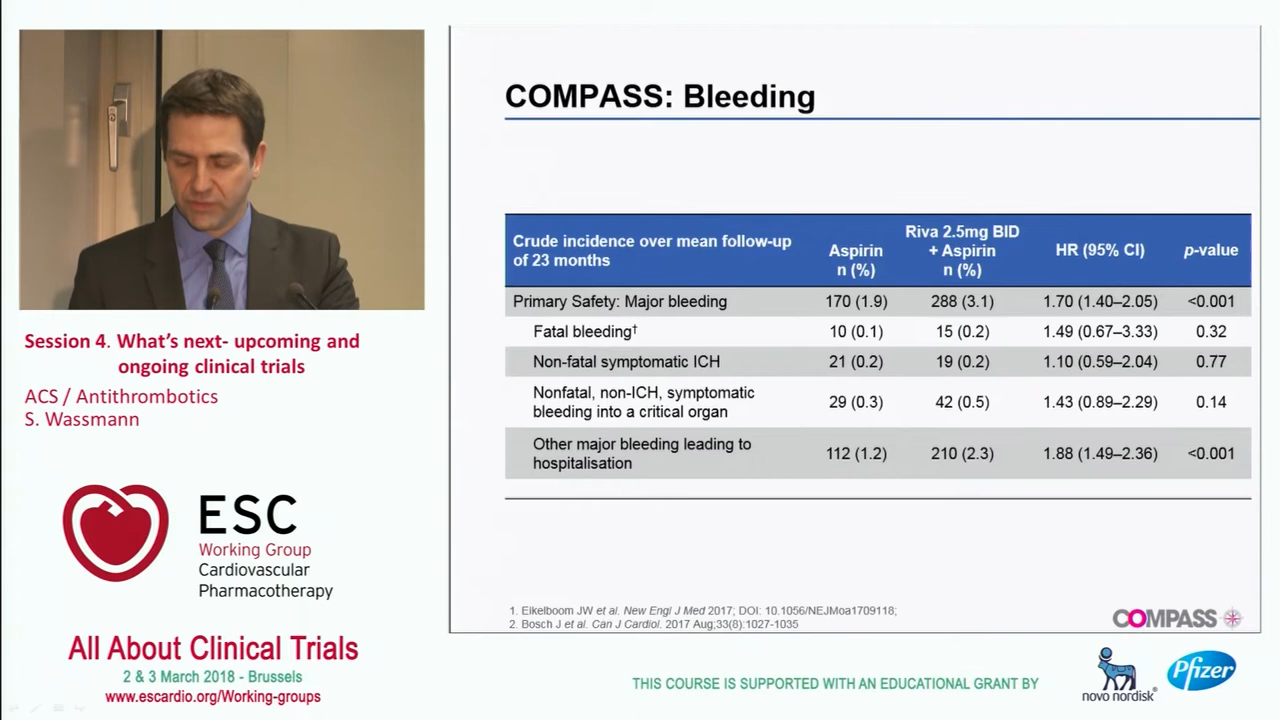 COMPASS: Bleeding
Crude incidence over mean follow-up
of 23 months
Aspirin
n (%)
Riva 2.5mg BID
+ Aspirin
n (%)
HR (95% CI)
p-value
Primary Safety: Major bleeding 170 (1.9) 288 (3.1) 1.70 (1.40–2.05) <0.001
Fatal bleeding† 10 (0.1) 15 (0.2) 1.49 (0.67–3.33) 0.32
Non-fatal symptomatic ICH 21 (0.2) 19 (0.2) 1.10 (0.59–2.04) 0.77
Nonfatal, non-ICH, symptomatic
bleeding into a critical organ 29 (0.3) 42 (0.5) 1.43 (0.89–2.29) 0.14
Other major bleeding leading to
hospitalisation 112 (1.2) 210 (2.3) 1.88 (1.49–2.36) <0.001
1. Eikelboom JW et al. New Engl J Med 2017; DOI: 10.1056/NEJMoa1709118;
2. Bosch J et al. Can J Cardiol. 2017 Aug;33(8):1027-1035
COMPASS
Session 4. What's next- upcoming and
ongoing clinical trials
ACS / Antithrombotics
S. Wassmann
ESC
Working Group
Cardiovascular
Pharmacotherapy
All About Clinical Trials
2 & 3 March 2018 - Brussels
www.escardio.org/Working-groups
THIS COURSE IS SUPPORTED WITH AN EDUCATIONAL GRANT BY
novo nordisk®
Pfizer